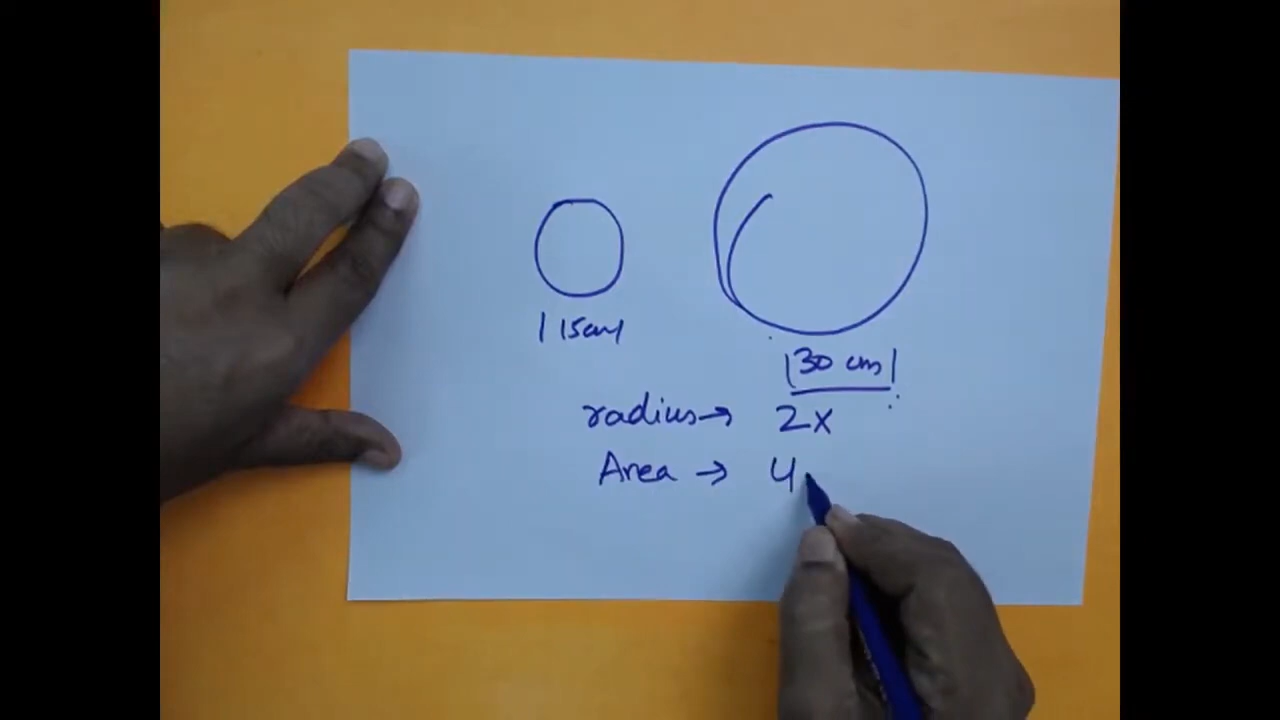 |15cm|
|30 cm|
radius→ 2x
Area → 4